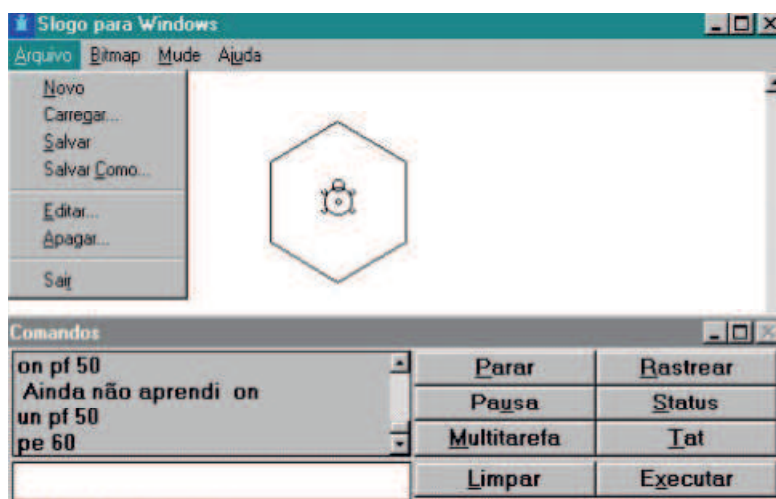 Slogo para Windows
Arquivo Bitmap Mude Ajuda
Novo
Carregar...
Salvar
Salvar Como...
Editar...
Apagar...
Sair
Comandos
on pf 50
Ainda não aprendi on
un pf 50
pe 60
Parar Rastrear
Pausa Status
Multitarefa Tat
Limpar Executar